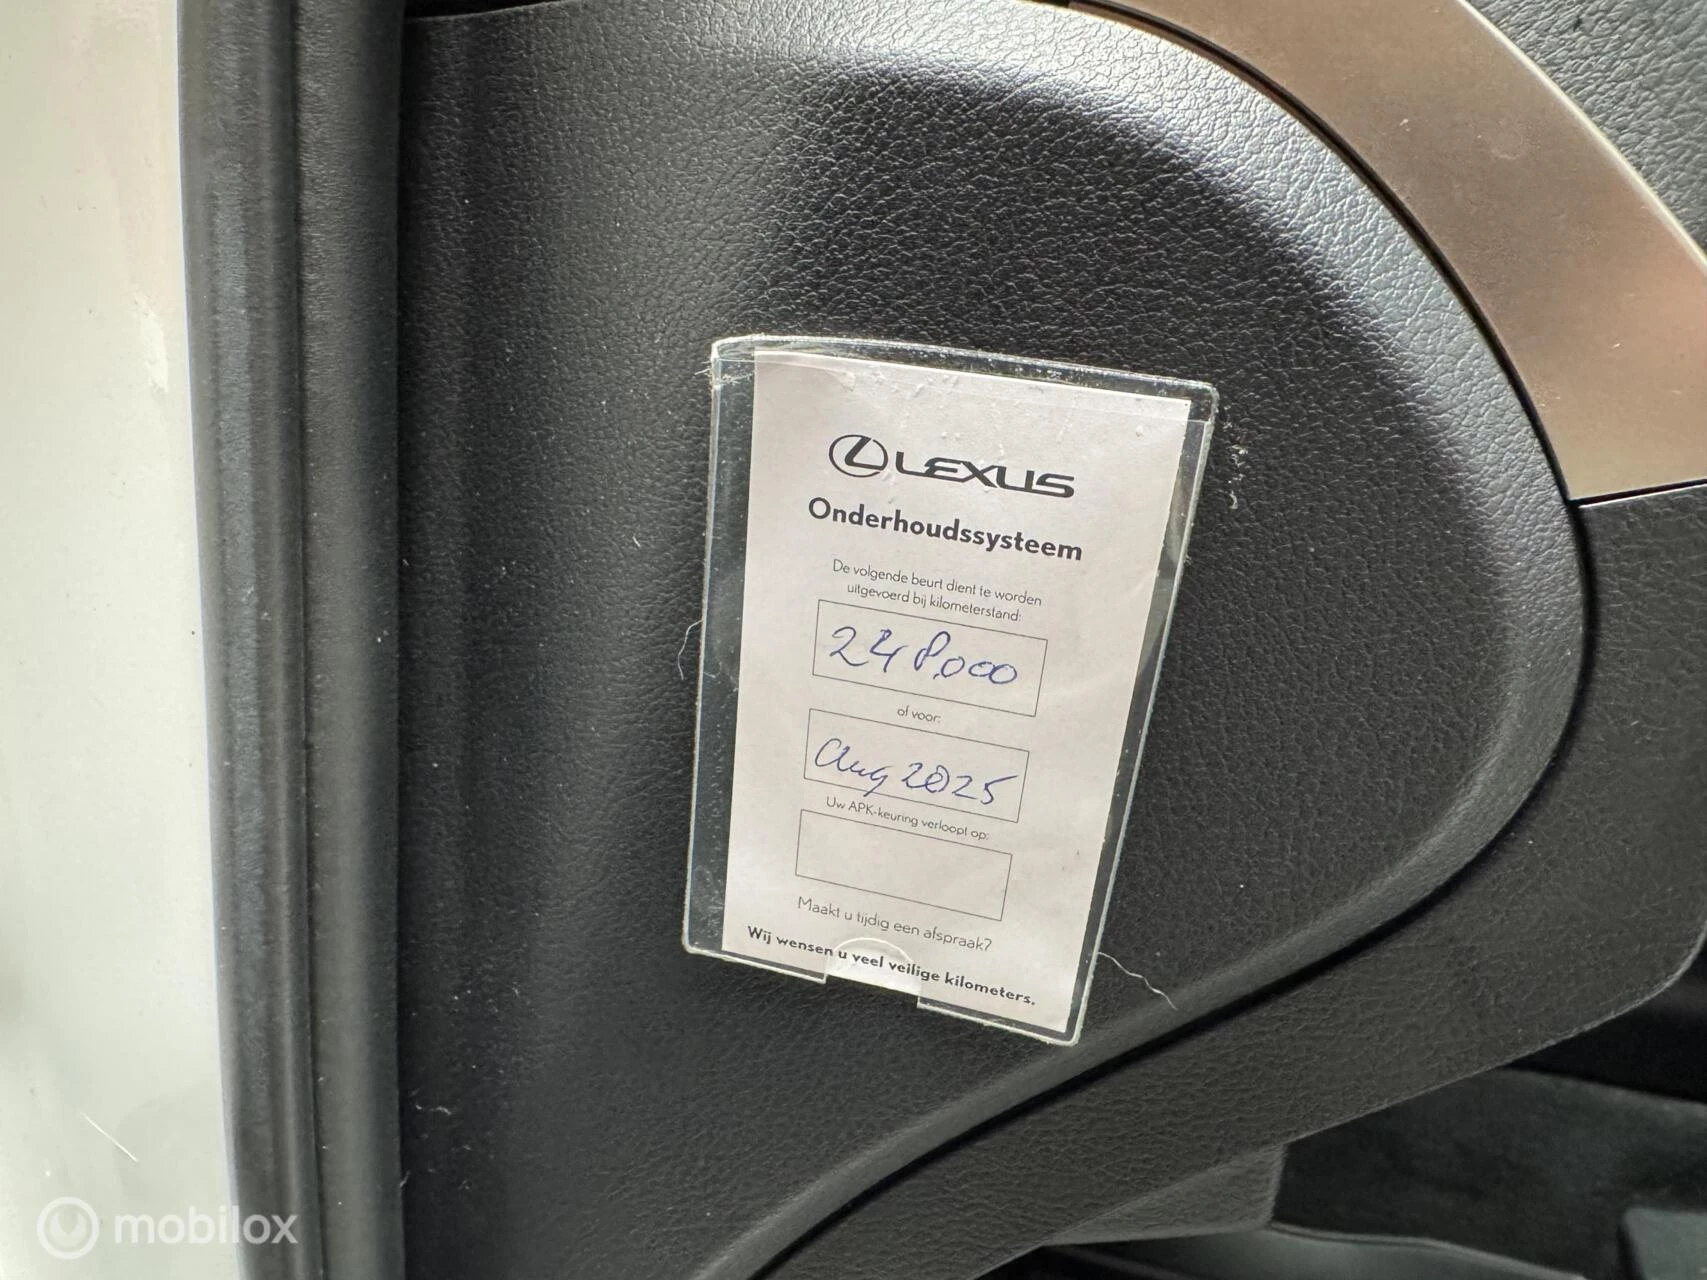 LEXUS
Onderhoudssysteem
De volgende beurt dient te worden
uitgevoerd bij kilometerstand:
248.000
of voor:
Aug 2025
Uw APK-keuring verloopt op:
Maakt u tijdig een afspraak?
Wij wensen u veel veilige kilometers.
mobilox